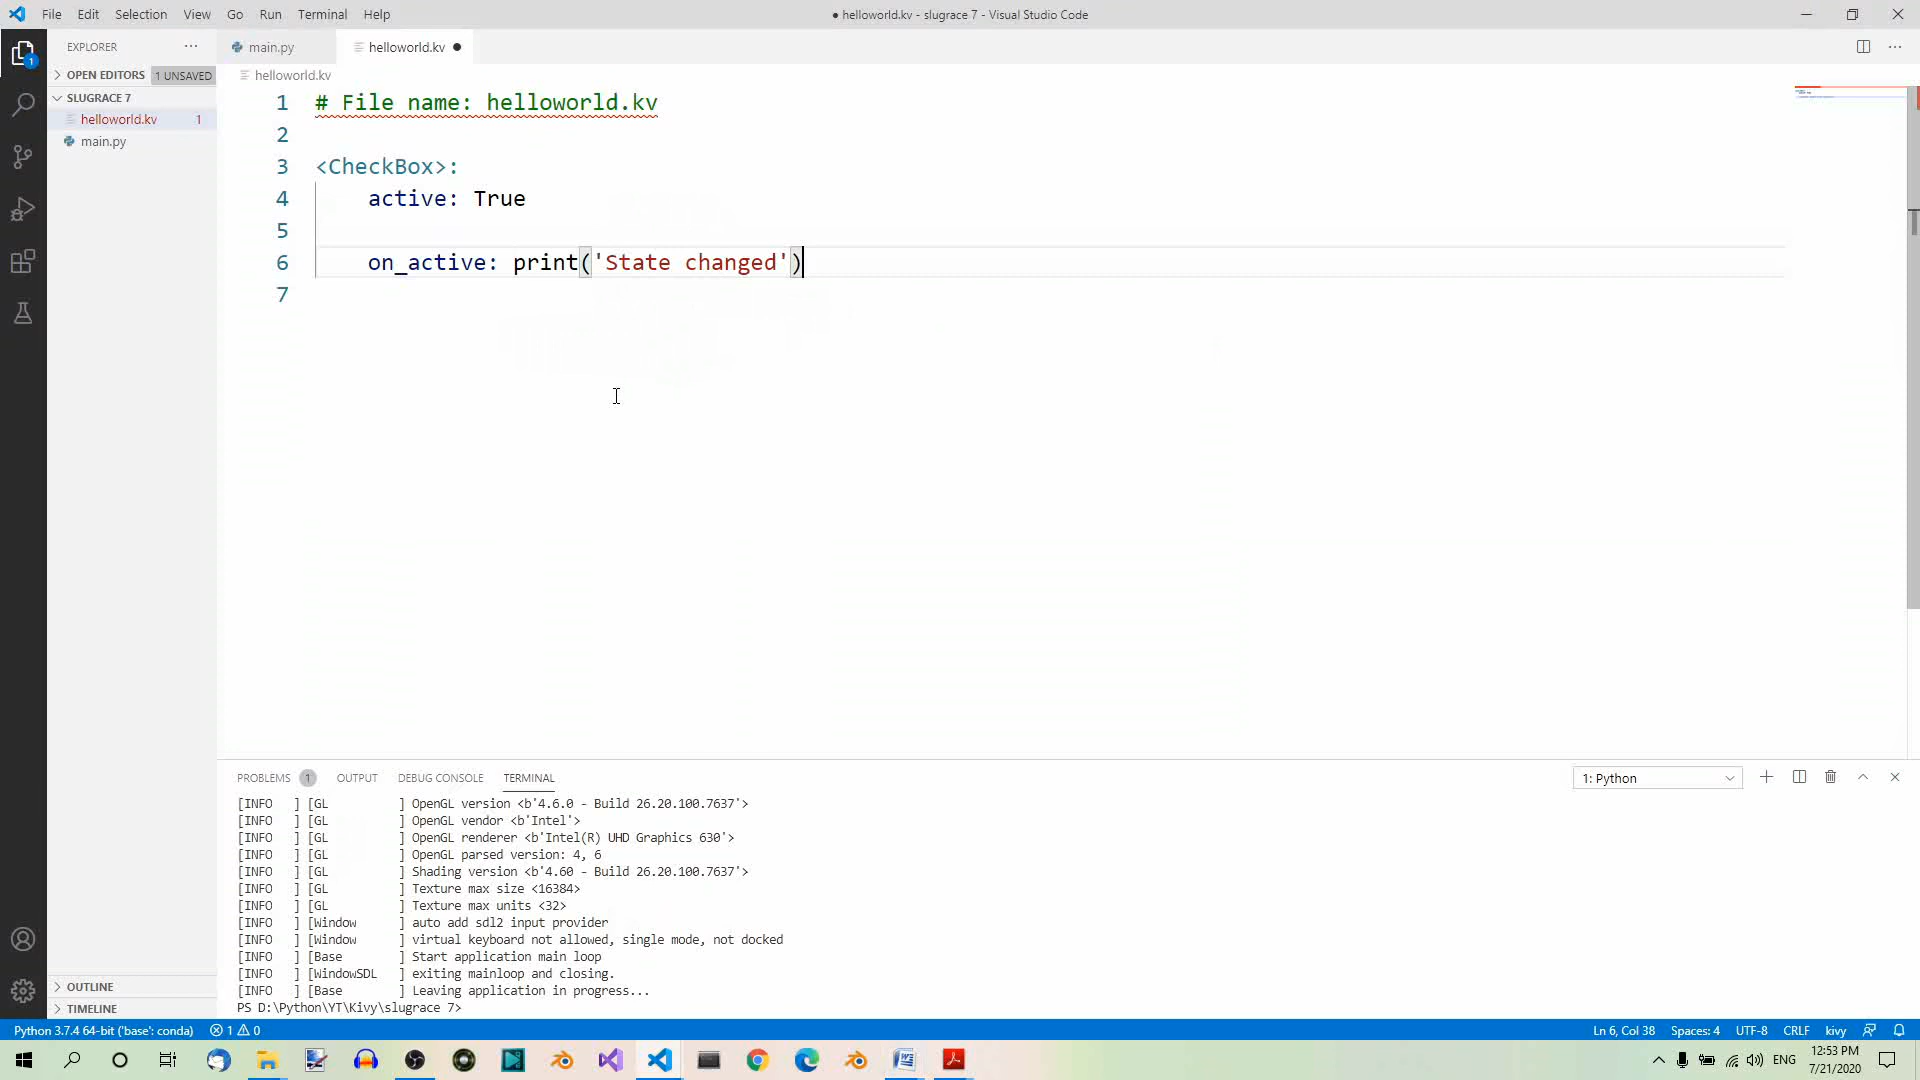 File Edit Selection View Go Run Terminal Help
● helloworld.kv - slugrace 7 - Visual Studio Code
EXPLORER
main.py
helloworld.kv
OPEN EDITORS 1 UNSAVED
helloworld.kv
SLUGRACE 7
helloworld.kv 1
main.py
1 # File name: helloworld.kv
2
3 <CheckBox>:
4 active: True
5
6 on_active: print('State changed')
7
1
PROBLEMS 1 OUTPUT DEBUG CONSOLE TERMINAL
1: Python
[INFO ] [GL ] OpenGL version <b'4.6.0 - Build 26.20.100.7637'>
[INFO ] [GL ] OpenGL vendor <b'Intel'>
[INFO ] [GL ] OpenGL renderer <b'Intel(R) UHD Graphics 630'>
[INFO ] [GL ] OpenGL parsed version: 4, 6
[INFO ] [GL ] Shading version <b'4.60 - Build 26.20.100.7637'>
[INFO ] [GL ] Texture max size <16384>
[INFO ] [GL ] Texture max units <32>
[INFO ] [Window ] auto add sdl2 input provider
[INFO ] [Window ] virtual keyboard not allowed, single mode, not docked
[INFO ] [Base ] Start application main loop
[INFO ] [WindowSDL ] exiting mainloop and closing.
[INFO ] [Base ] Leaving application in progress...
PS D:\Python\YT\Kivy\slugrace 7>
OUTLINE
TIMELINE
Python 3.7.4 64-bit ('base': conda) 1 0
Ln 6, Col 38 Spaces: 4 UTF-8 CRLF kivy
ENG
12:53 PM
7/21/2020